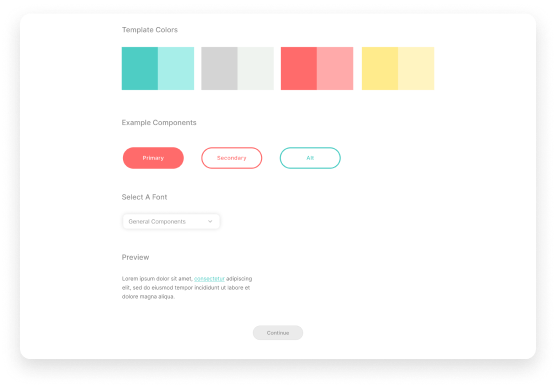 Template Colors
Example Components
Primary
Secondary
Alt
Select A Font
General Components
Preview
Lorem ipsum dolor sit amet, consectetur adipiscing
elit, sed do eiusmod tempor incididunt ut labore et
dolore magna aliqua.
Continue